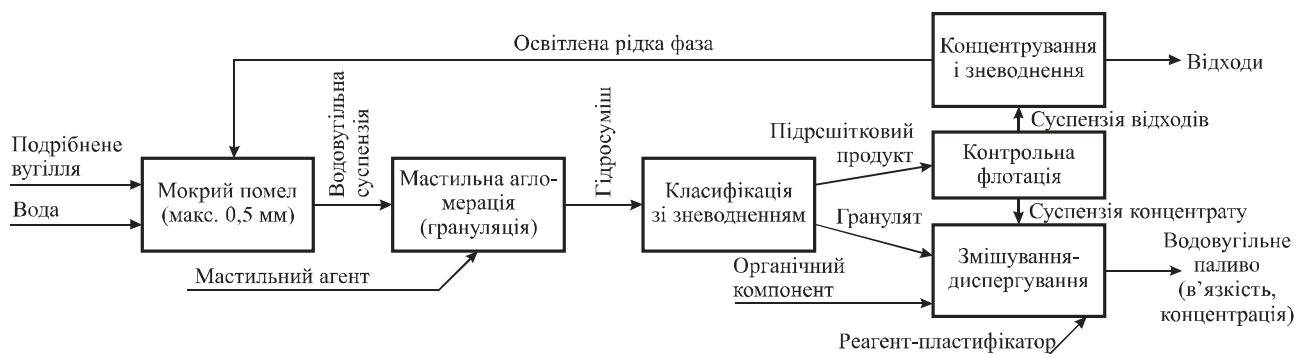 Освітлена рідка фаза
Концентрування
і зневоднення
Відходи
Подрібнене
вугілля
Вода
Мокрий помел
(макс. 0,5 мм)
Водовугільна
суспензія
Мастильна агло-
мерація
(грануляція)
Мастильний агент
Гідросуміш
Класифікація
зі зневодненням
Підрешітковий
продукт
Гранулят
Суспензія відходів
Контрольна
флотація
Суспензія концентрату
Органічний
компонент
Змішування-
диспергування
Водовугільне
паливо
(в’язкість,
концентрація)
Реагент-пластифікатор